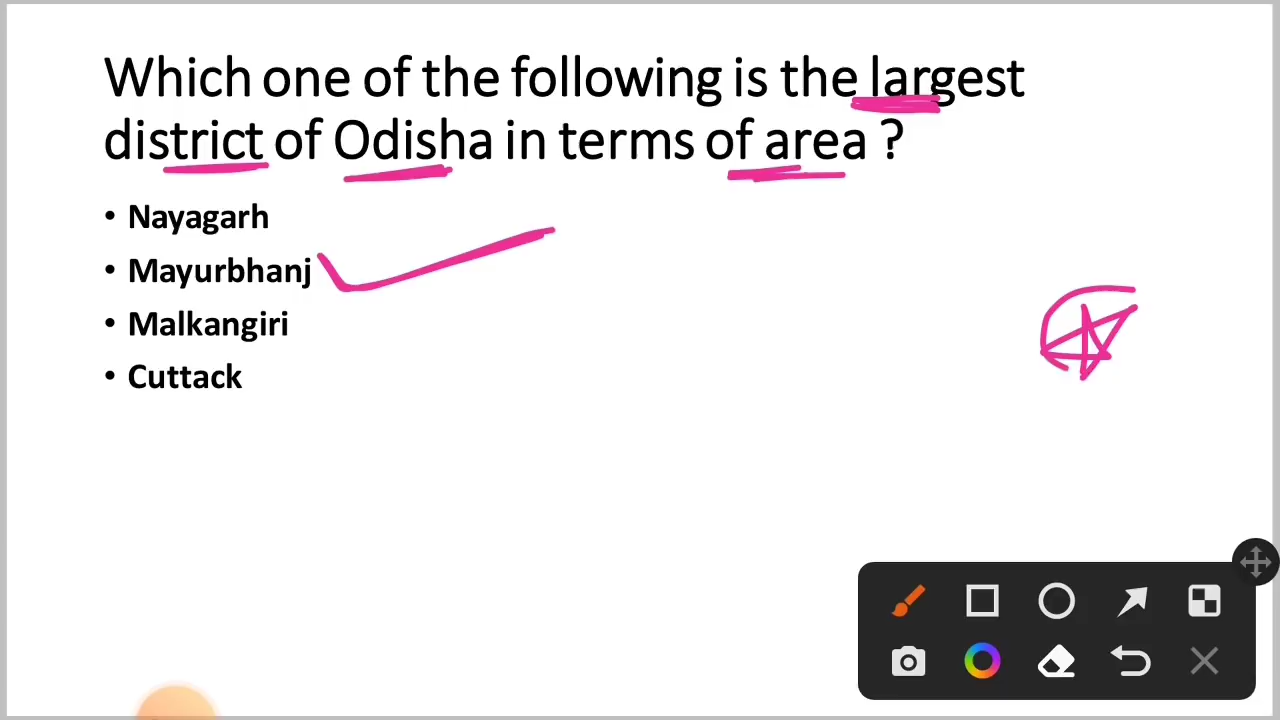 Which one of the following is the largest
district of Odisha in terms of area ?
• Nayagarh
• Mayurbhanj
• Malkangiri
• Cuttack